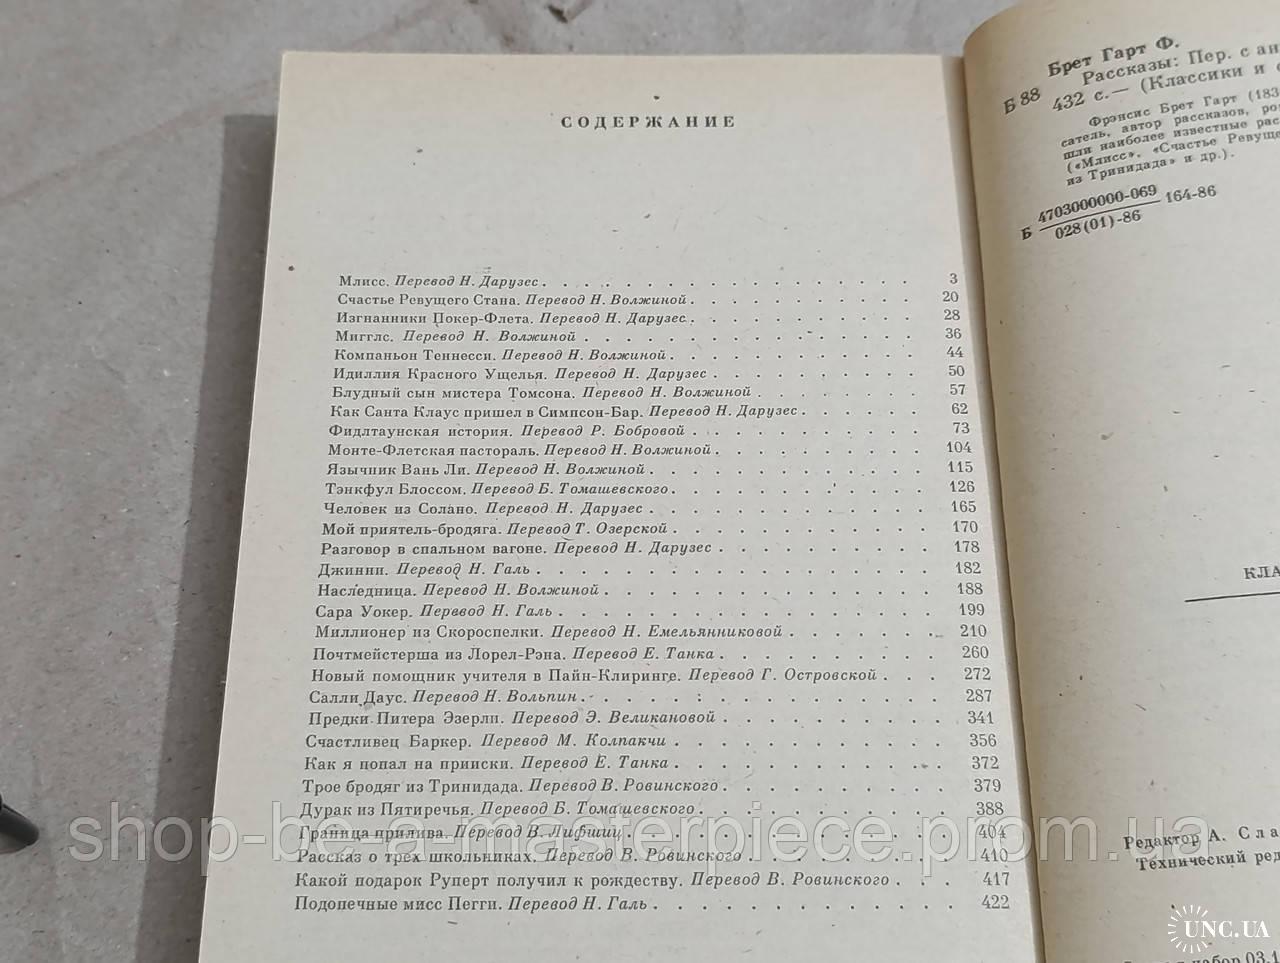 СОДЕРЖАНИЕ
Млисс. Перевод Н. Дарузес. 3
Счастье Ревущего Стана. Перевод Н. Волжиной. 20
Изгнанники Покер-Флета. Перевод Н. Дарузес. 28
Мигглс. Перевод Н. Волжиной 36
Компаньон Теннесси. Перевод Н. Волжиной. 44
Идиллия Красного Ущелья. Перевод Н. Дарузес 50
Блудный сын мистера Томсона. Перевод Н. Волжиной 57
Как Санта Клаус пришел в Симпсон-Бар. Перевод Н. Дарузес 62
Фидлтаунская история. Перевод Р. Бобровой 73
Монте-Флетская пастораль. Перевод Н. Волжиной 104
Язычник Вань Ли. Перевод Н. Волжиной 115
Тэнкфул Блоссом. Перевод Б. Томашевского 126
Человек из Солано. Перевод Н. Дарузес 165
Мой приятель-бродяга. Перевод Т. Озерской 170
Разговор в спальном вагоне. Перевод Н. Дарузес 178
Джинни. Перевод Н. Галь 182
Наследница. Перевод Н. Волжиной 188
Сара Уокер. Перевод Н. Галь 199
Миллионер из Скороспелки. Перевод Н. Емельянниковой 210
Почтмейстерша из Лорел-Рэна. Перевод Е. Танка 260
Новый помощник учителя в Пайн-Клиринге. Перевод Г. Островской 272
Салли Даус. Перевод Н. Вольпин 287
Предки Питера Эзерли. Перевод Э. Великановой 341
Счастливец Баркер. Перевод М. Колпакчи 356
Как я попал на прииски. Перевод Е. Танка 372
Трое бродяг из Тринидада. Перевод В. Ровинского 379
Дурак из Пятиречья. Перевод Б. Томашевского 388
Граница прилива. Перевод В. Лифшиц 404
Рассказ о трех школьниках. Перевод В. Ровинского 410
Какой подарок Руперт получил к рождеству. Перевод В. Ровинского 417
Подопечные мисс Пегги. Перевод Н. Галь 422
Брет Гарт Ф.
Б 88 Рассказы: Пер. с ан
432 с.— (Классики и с
Фрэнсис Брет Гарт (183
сатель, автор рассказов, ро
шли наиболее известные рас
(«Млисс», «Счастье Ревуще
из Тринидада» и др.).
Б 4703000000-069 164-86
028(01)-86
КЛА
Редактор А. Сла
Технический ред
набор 03.1
shop-be-a-masterpiece.prom.ua
UNC.UA